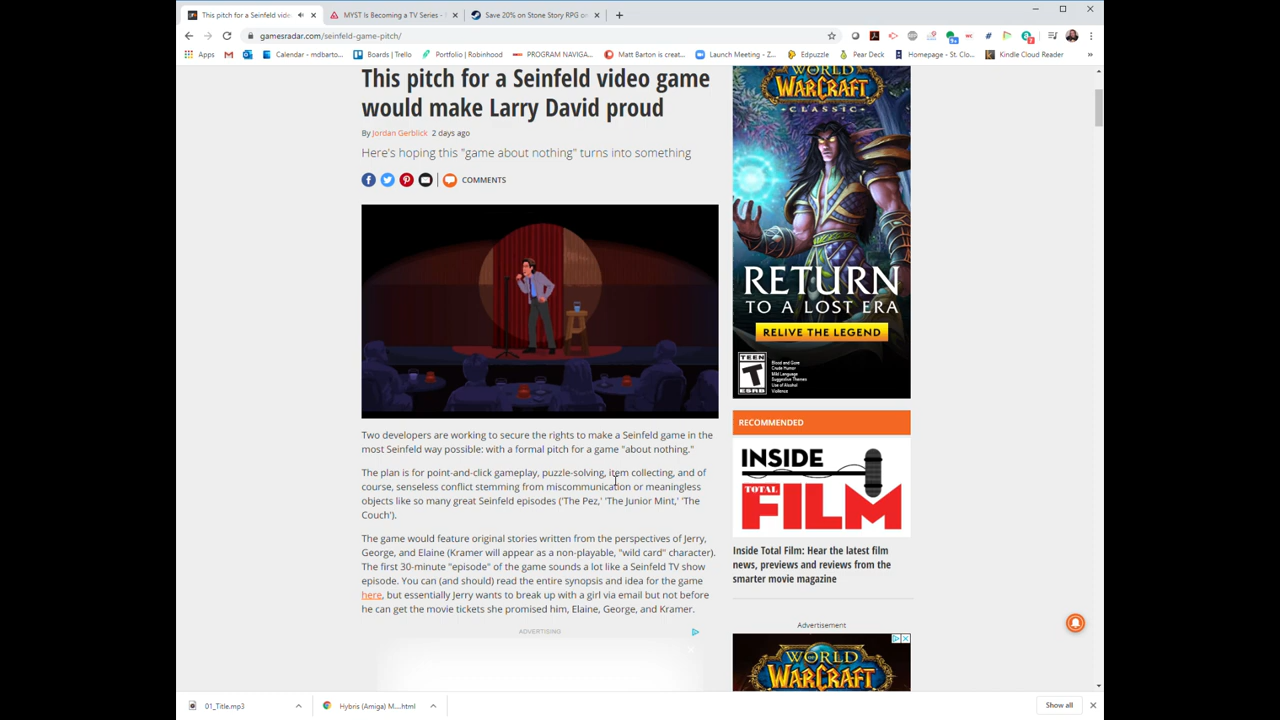 This pitch for a Seinfeld vide
MYST Is Becoming a TV Series -
Save 20% on Stone Story RPG o
gamesradar.com/seinfeld-game-pitch/
Apps
Calendar - mdbarto...
Boards | Trello
Portfolio | Robinhood
PROGRAM NAVIGA...
Matt Barton is creat...
Launch Meeting - Z...
Edpuzzle
Pear Deck
Homepage - St. Clo...
Kindle Cloud Reader
»
This pitch for a Seinfeld video game
would make Larry David proud
By Jordan Gerblick 2 days ago
Here's hoping this "game about nothing" turns into something
COMMENTS
Two developers are working to secure the rights to make a Seinfeld game in the
most Seinfeld way possible: with a formal pitch for a game "about nothing."
The plan is for point-and-click gameplay, puzzle-solving, item collecting, and of
course, senseless conflict stemming from miscommunication or meaningless
objects like so many great Seinfeld episodes ('The Pez,' 'The Junior Mint,' 'The
Couch').
The game would feature original stories written from the perspectives of Jerry,
George, and Elaine (Kramer will appear as a non-playable, "wild card" character).
The first 30-minute "episode" of the game sounds a lot like a Seinfeld TV show
episode. You can (and should) read the entire synopsis and idea for the game
here, but essentially Jerry wants to break up with a girl via email but not before
he can get the movie tickets she promised him, Elaine, George, and Kramer.
ADVERTISING
WORLD
WARCRAFT
CLASSIC
RETURN
TO A LOST ERA
RELIVE THE LEGEND
TEEN
T
ESRB
Blood and Gore
Crude Humor
Mild Language
Suggestive Themes
Use of Alcohol
Violence
RECOMMENDED
INSIDE
TOTAL
FILM
Inside Total Film: Hear the latest film
news, previews and reviews from the
smarter movie magazine
Advertisement
WORLD
WARCRAFT
01_Title.mp3
Hybris (Amiga) M....html
Show all